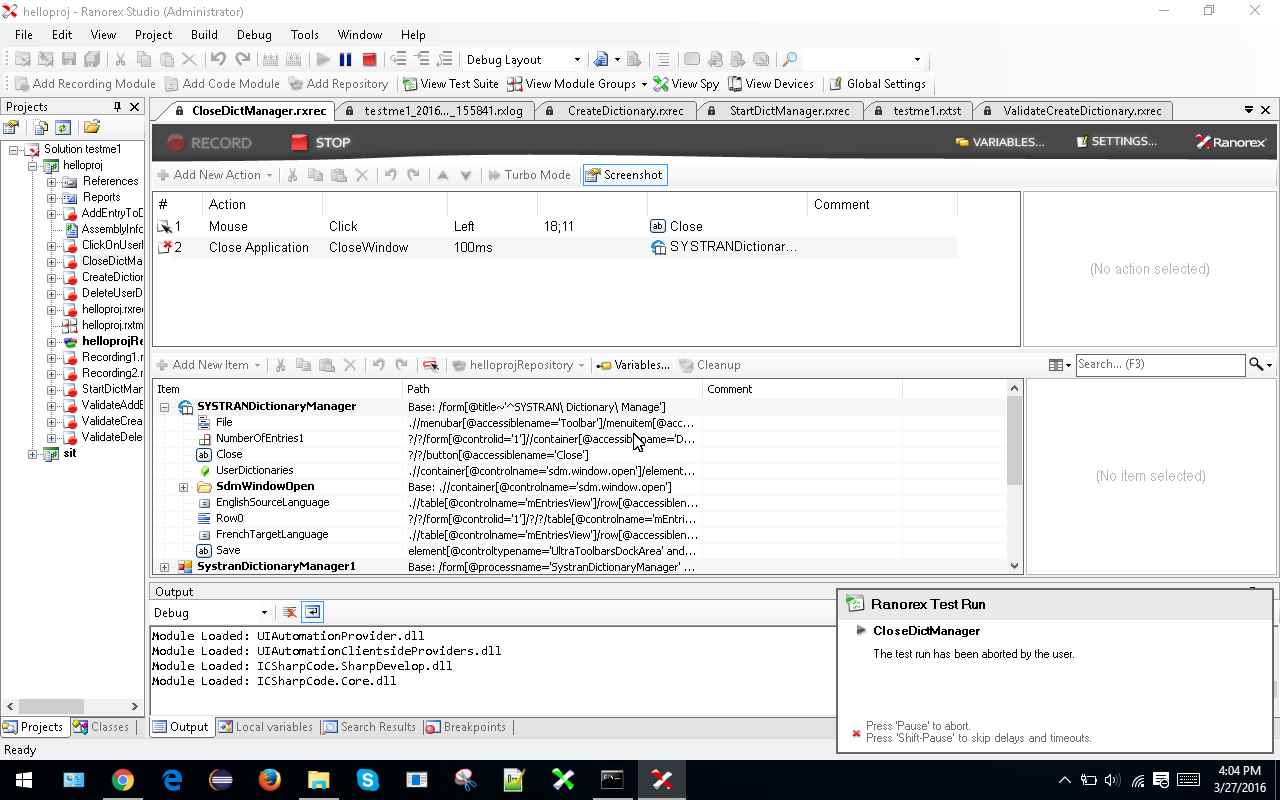 helloproj - Ranorex Studio (Administrator)
File Edit View Project Build Debug Tools Window Help
Debug Layout
Add Recording Module Add Code Module Add Repository View Test Suite View Module Groups View Spy View Devices Global Settings
Projects
CloseDictManager.rxrec testme1_2016..._155841.rxlog CreateDictionary.rxrec StartDictManager.rxrec testme1.rxtst ValidateCreateDictionary.rxrec
Solution testme1
helloproj
References
Reports
AddEntryToD
AssemblyInfo
ClickOnUserI
CloseDictMa
CreateDiction
DeleteUserD
helloproj.rxrec
helloproj.rxtm
helloprojRe
Recording1.r
Recording2.r
StartDictMan
ValidateAddE
ValidateCrea
ValidateDele
sit
RECORD STOP VARIABLES... SETTINGS... Ranorex
Add New Action Turbo Mode Screenshot
# Action Comment
1 Mouse Click Left 18;11 Close
2 Close Application CloseWindow 100ms SYSTRANDictionar...
(No action selected)
Add New Item helloprojRepository Variables... Cleanup Search... (F3)
Item Path Comment
SYSTRANDictionaryManager Base: /form[@title~'^SYSTRAN\ Dictionary\ Manage']
File .//menubar[@accessiblename='Toolbar']/menuitem[@acc...
NumberOfEntries1 ?/?/form[@controlid='1']//container[@accessiblename='D...
Close ?/?/button[@accessiblename='Close']
UserDictionaries .//container[@controlname='sdm.window.open']/element...
SdmWindowOpen Base: .//container[@controlname='sdm.window.open']
EnglishSourceLanguage .//table[@controlname='mEntriesView']/row[@accessiblen...
Row0 ?/?/form[@controlid='1']/?/?/table[@controlname='mEntri...
FrenchTargetLanguage .//table[@controlname='mEntriesView']/row[@accessiblen...
Save element[@controltypename='UltraToolbarsDockArea' and...
SystranDictionaryManager1 Base: /form[@processname='SystranDictionaryManager' ...
(No item selected)
Output
Debug
Module Loaded: UIAutomationProvider.dll
Module Loaded: UIAutomationClientsideProviders.dll
Module Loaded: ICSharpCode.SharpDevelop.dll
Module Loaded: ICSharpCode.Core.dll
Ranorex Test Run
CloseDictManager
The test run has been aborted by the user.
Press 'Pause' to abort.
Press 'Shift-Pause' to skip delays and timeouts.
Projects Classes Output Local variables Search Results Breakpoints
Ready
4:04 PM
3/27/2016